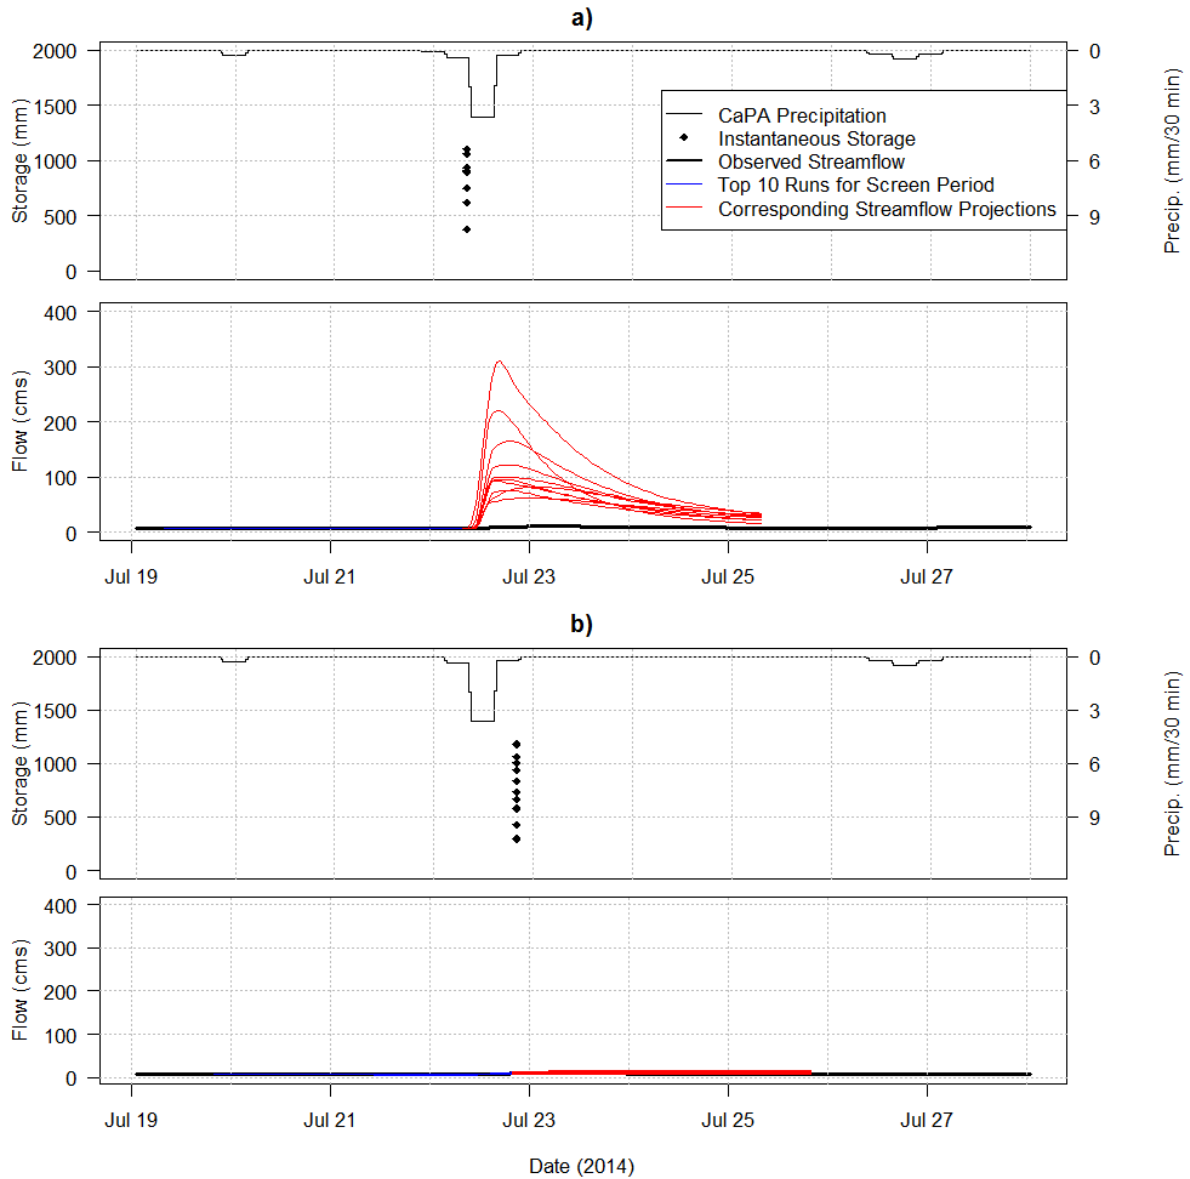 a)
2000
1500
1000
500
0
Storage (mm)
0
3
6
9
Precip. (mm/30 min)
CaPA Precipitation
Instantaneous Storage
Observed Streamflow
Top 10 Runs for Screen Period
Corresponding Streamflow Projections
400
300
200
100
0
Flow (cms)
Jul 19 Jul 21 Jul 23 Jul 25 Jul 27
b)
2000
1500
1000
500
0
Storage (mm)
0
3
6
9
Precip. (mm/30 min)
400
300
200
100
0
Flow (cms)
Jul 19 Jul 21 Jul 23 Jul 25 Jul 27
Date (2014)